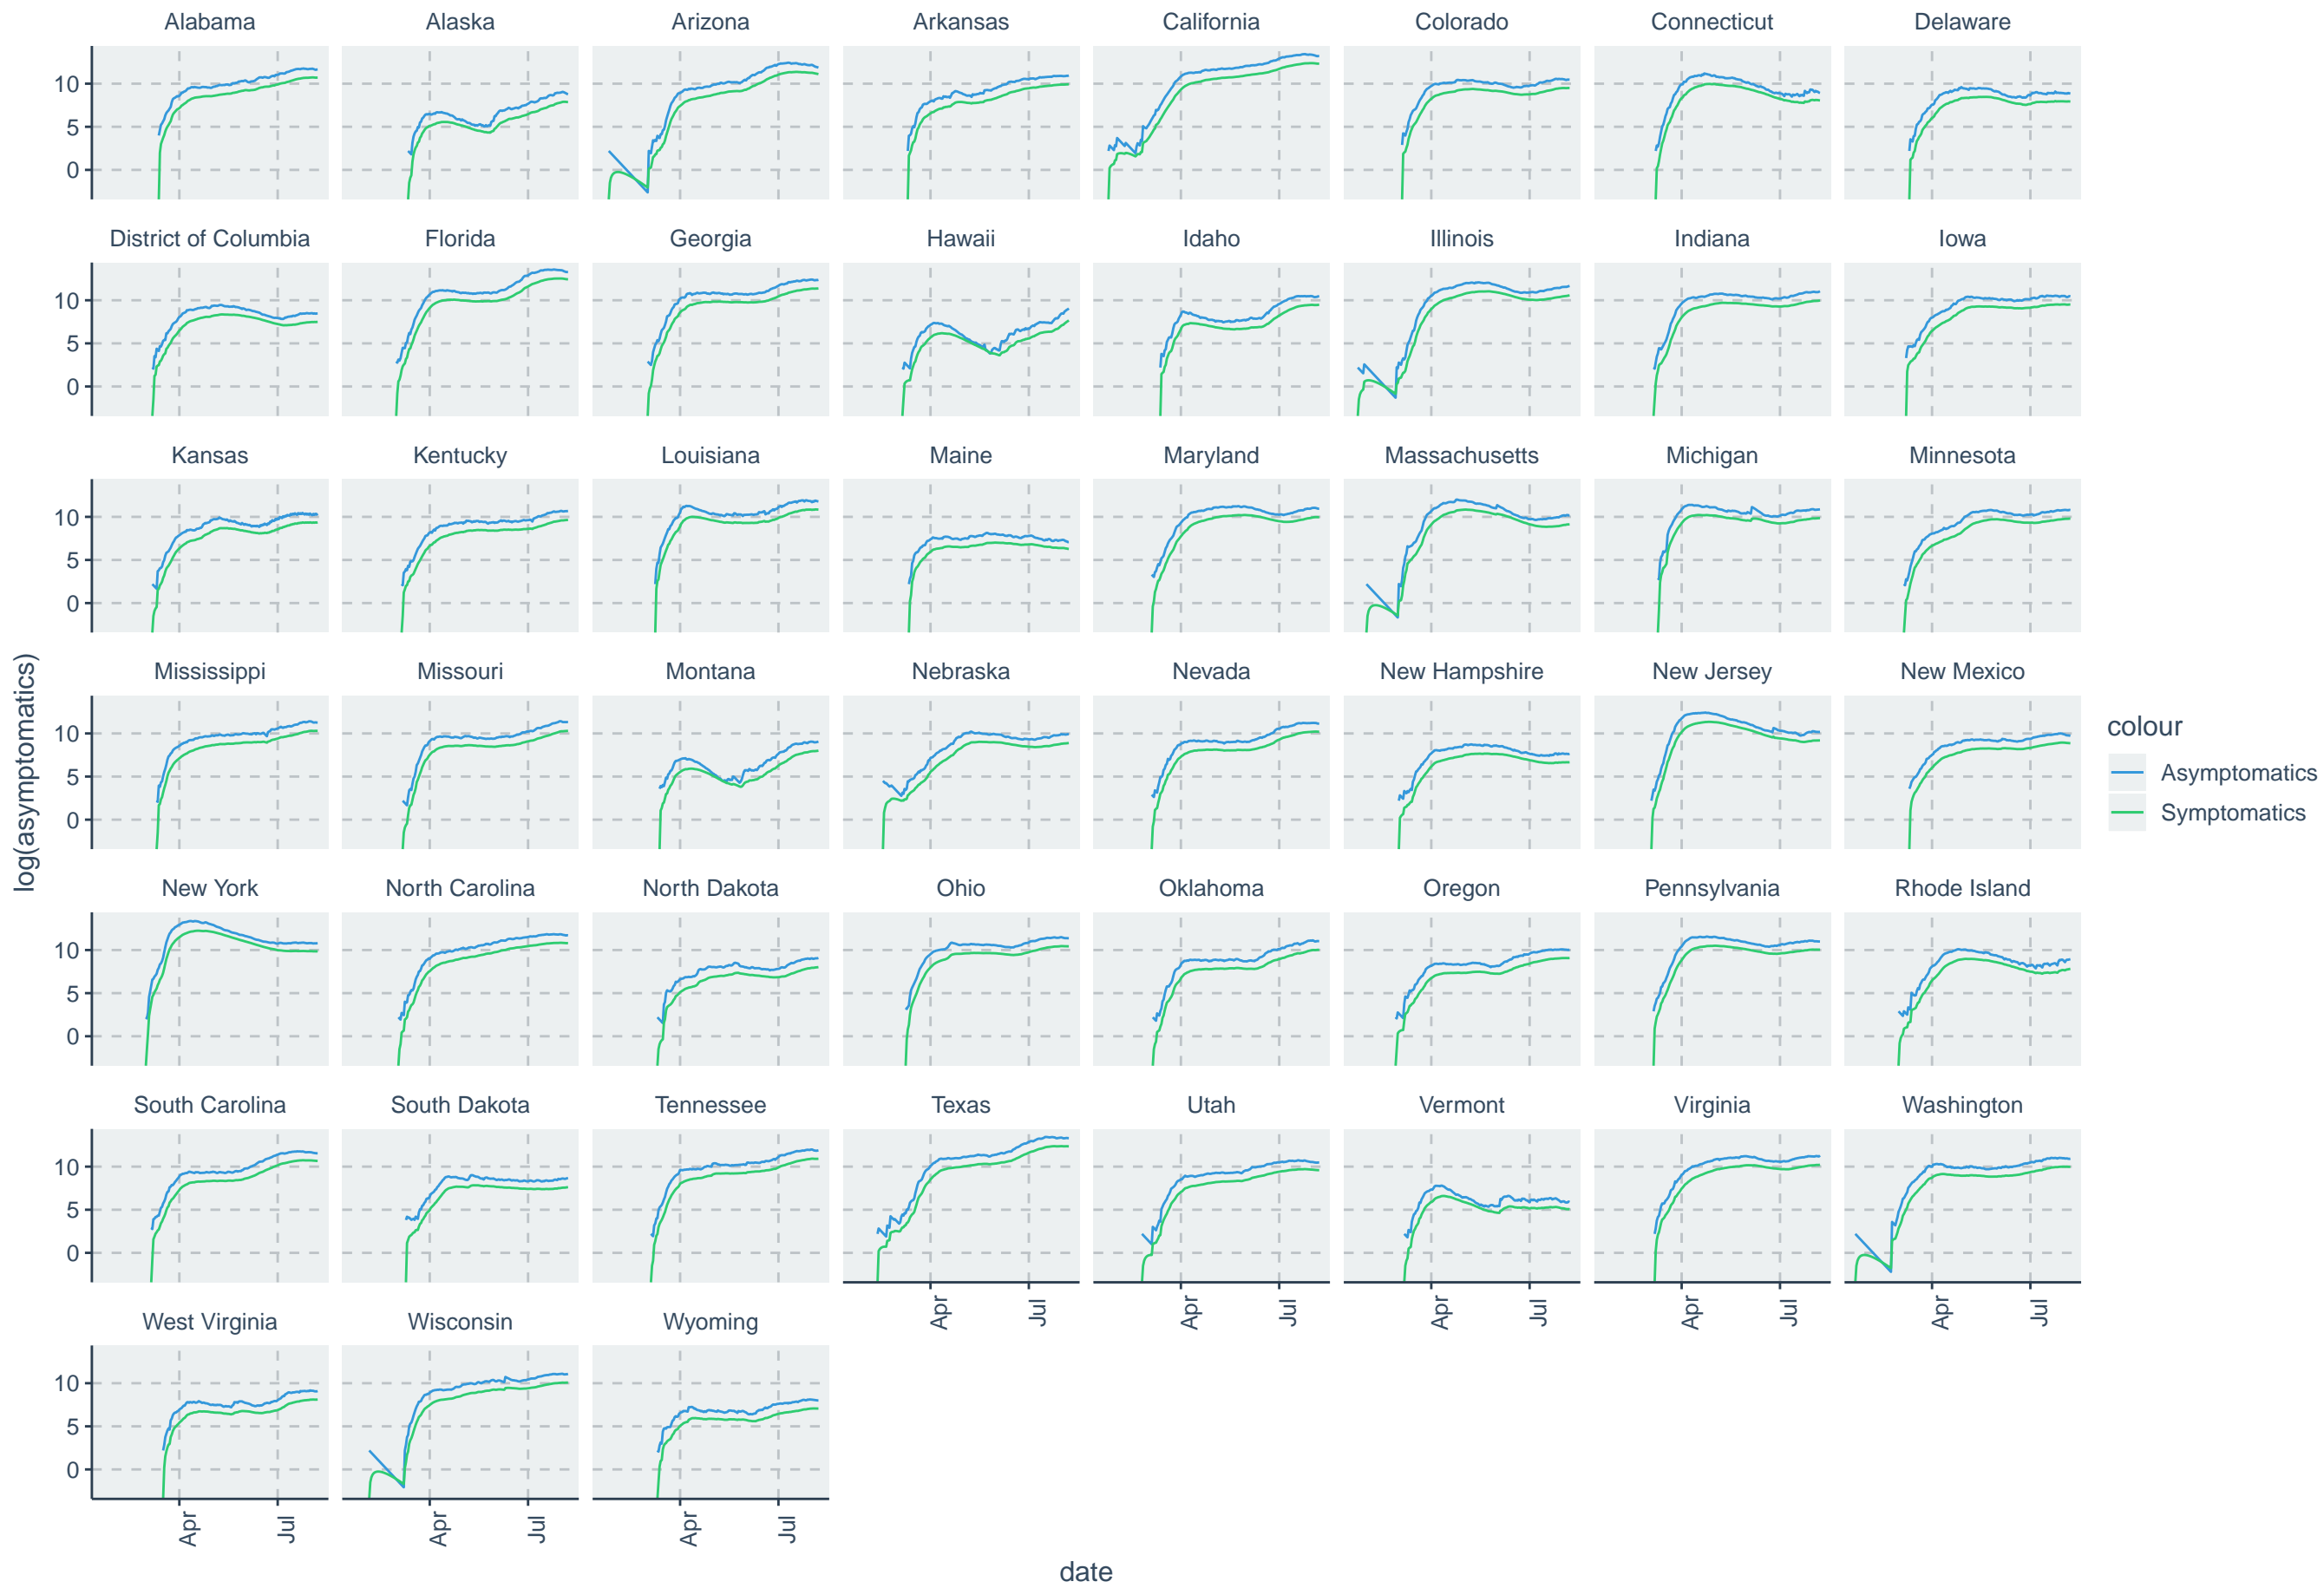 Alabama Alaska Arizona Arkansas California Colorado Connecticut Delaware
10
5
0
District of Columbia Florida Georgia Hawaii Idaho Illinois Indiana Iowa
10
5
0
Kansas Kentucky Louisiana Maine Maryland Massachusetts Michigan Minnesota
10
5
0
log(asymptomatics)
Mississippi Missouri Montana Nebraska Nevada New Hampshire New Jersey New Mexico
10
5
0
colour
Asymptomatics
Symptomatics
New York North Carolina North Dakota Ohio Oklahoma Oregon Pennsylvania Rhode Island
10
5
0
South Carolina South Dakota Tennessee Texas Utah Vermont Virginia Washington
10
5
0
Apr Jul Apr Jul Apr Jul Apr Jul Apr Jul
West Virginia Wisconsin Wyoming
10
5
0
Apr Jul Apr Jul Apr Jul
date